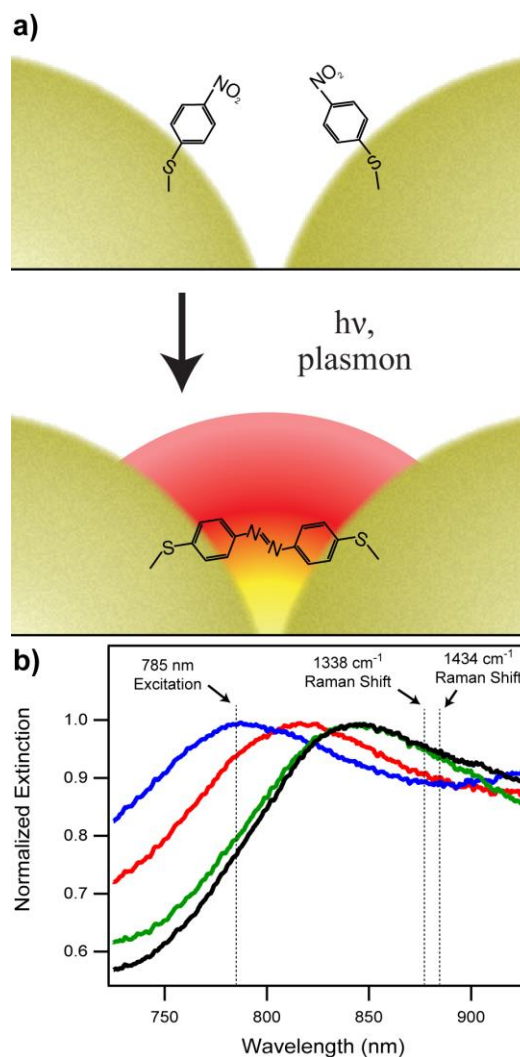 a)
NO2
NO2
S
S
hν,
plasmon
S
N
N
S
b)
785 nm
Excitation
1338 cm⁻¹
Raman Shift
1434 cm⁻¹
Raman Shift
Normalized Extinction
1.0
0.9
0.8
0.7
0.6
750
800
850
900
Wavelength (nm)